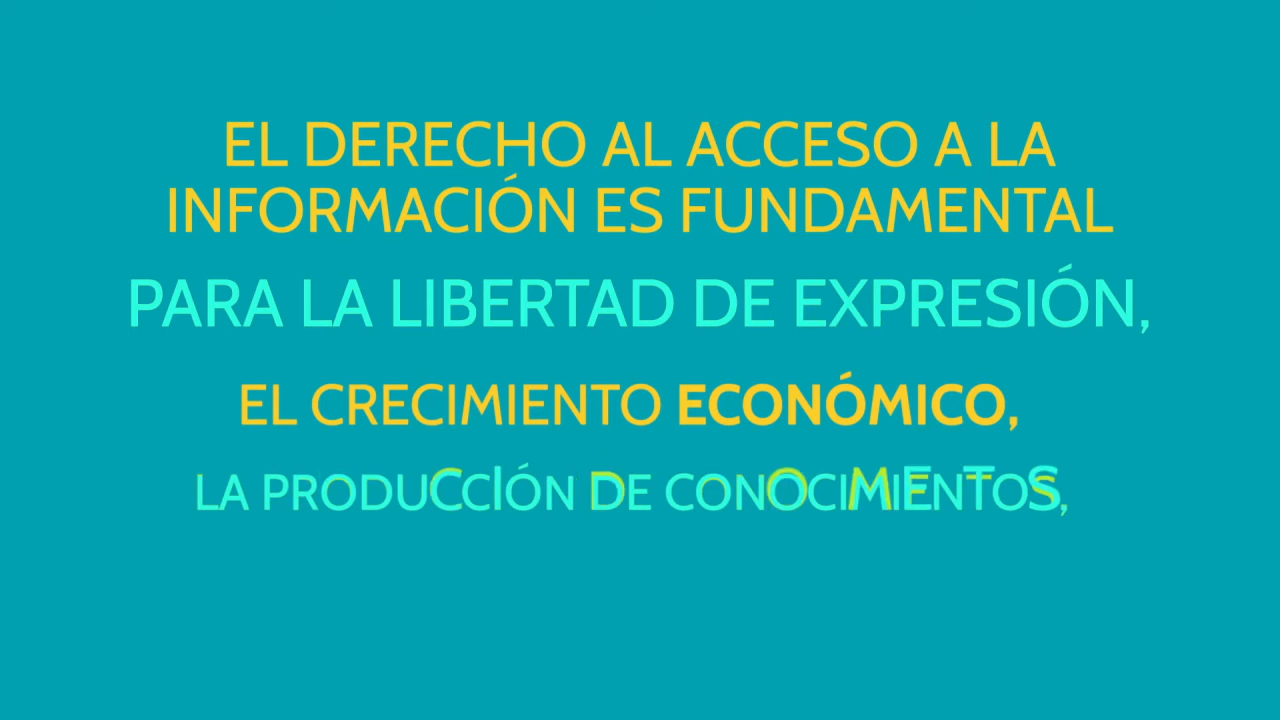 EL DERECHO AL ACCESO A LA
INFORMACIÓN ES FUNDAMENTAL
PARA LA LIBERTAD DE EXPRESIÓN,
EL CRECIMIENTO ECONÓMICO,
LA PRODUCCIÓN DE CONOCIMIENTOS,